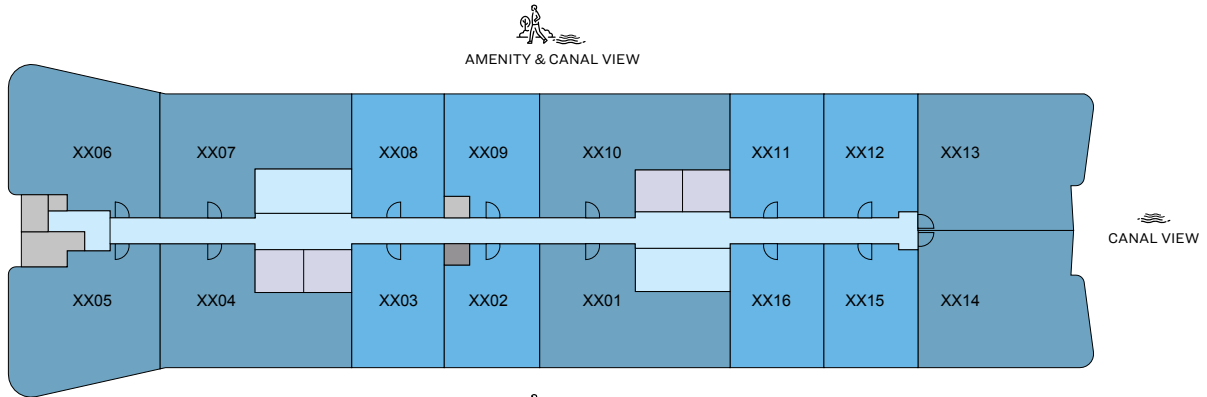 AMENITY & CANAL VIEW
XX06 XX07 XX08 XX09 XX10 XX11 XX12 XX13
CANAL VIEW
XX05 XX04 XX03 XX02 XX01 XX16 XX15 XX14